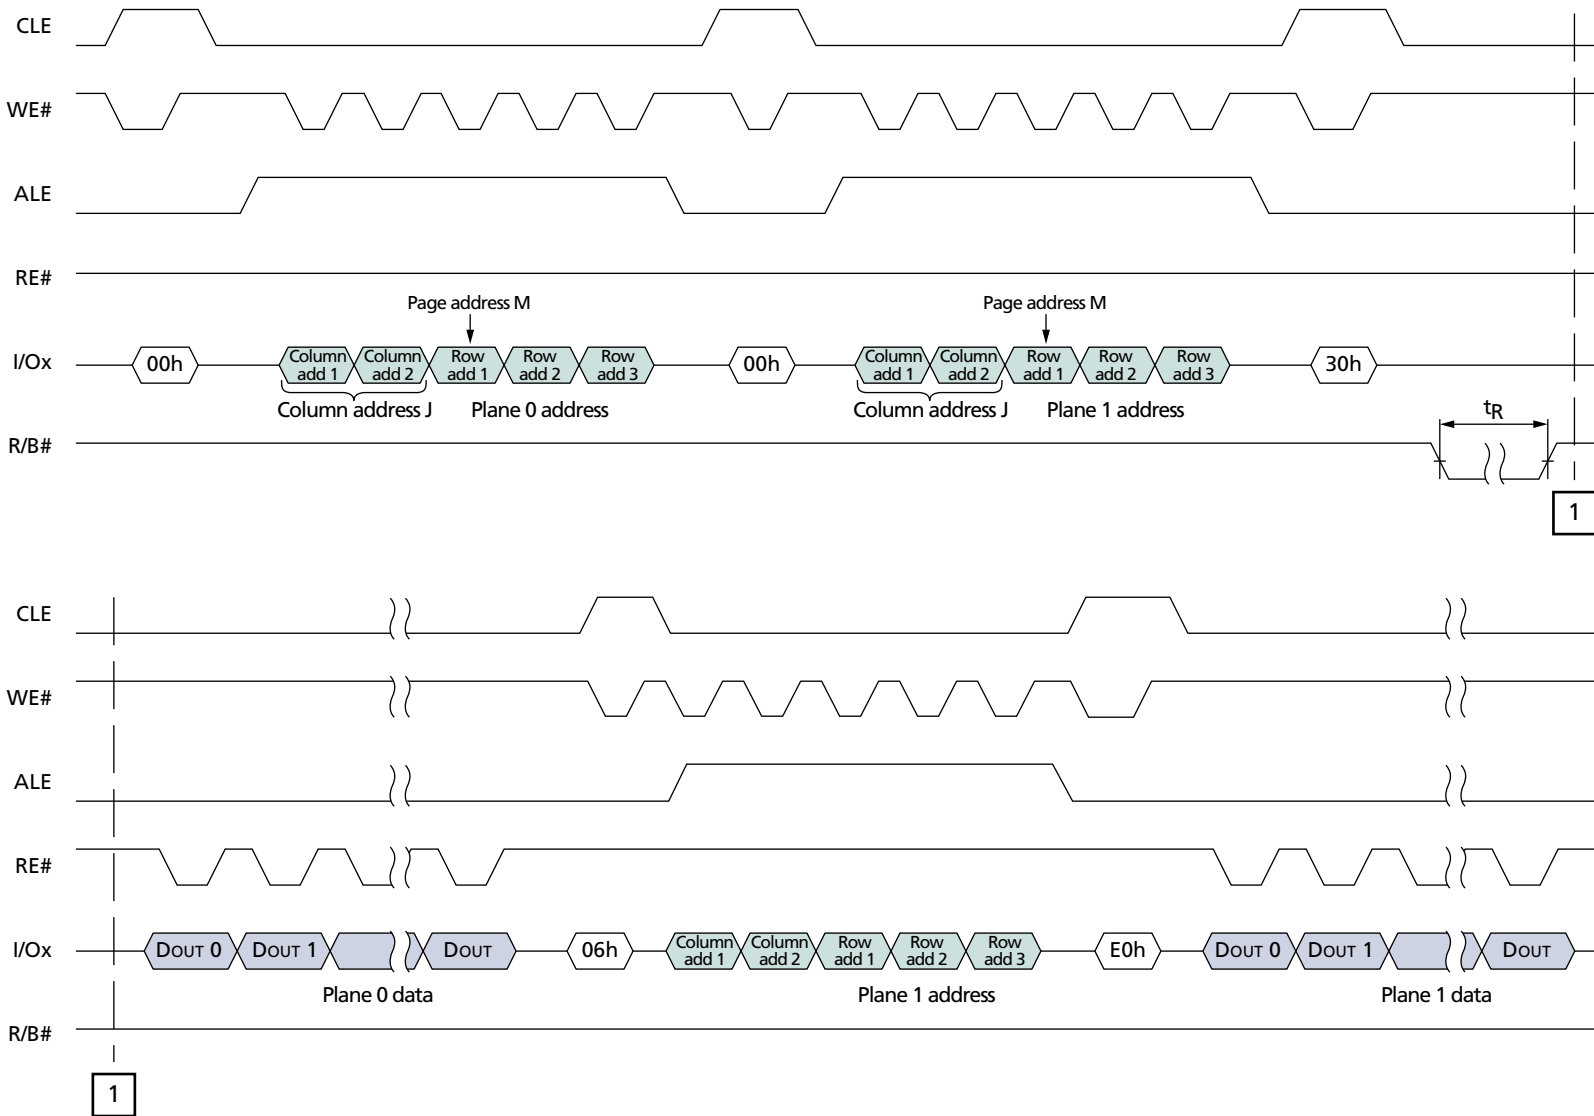 CLE
WE#
ALE
RE#
Page address M
Page address M
I/Ox
00h
Column add 1
Column add 2
Row add 1
Row add 2
Row add 3
00h
Column add 1
Column add 2
Row add 1
Row add 2
Row add 3
30h
Column address J
Plane 0 address
Column address J
Plane 1 address
tR
R/B#
1
CLE
WE#
ALE
RE#
I/Ox
DOUT 0
DOUT 1
DOUT
06h
Column add 1
Column add 2
Row add 1
Row add 2
Row add 3
E0h
DOUT 0
DOUT 1
DOUT
Plane 0 data
Plane 1 address
Plane 1 data
R/B#
1